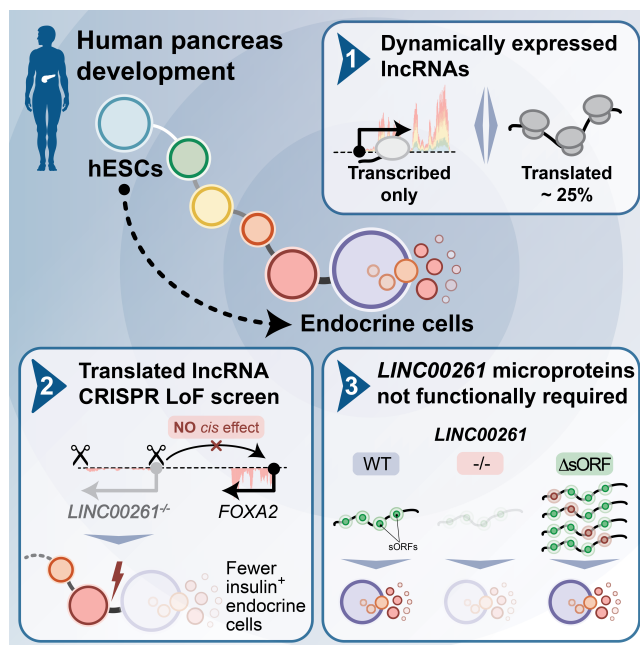 Human pancreas
development
hESCs
Endocrine cells
1
Dynamically expressed
lncRNAs
Transcribed
only
Translated
~ 25%
2
Translated lncRNA
CRISPR LoF screen
NO cis effect
LINC00261-/-
FOXA2
Fewer
insulin+
endocrine
cells
3
LINC00261 microproteins
not functionally required
LINC00261
WT
-/-
ΔsORF
sORFs